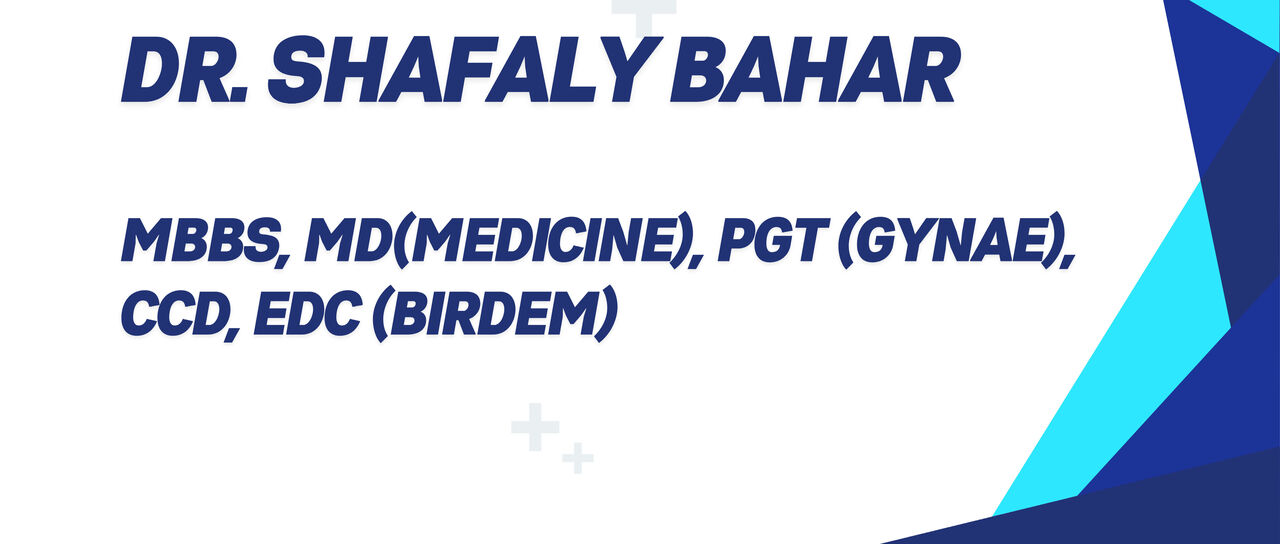 DR. SHAFALY BAHAR
MBBS, MD(MEDICINE), PGT (GYNAE),
CCD, EDC (BIRDEM)